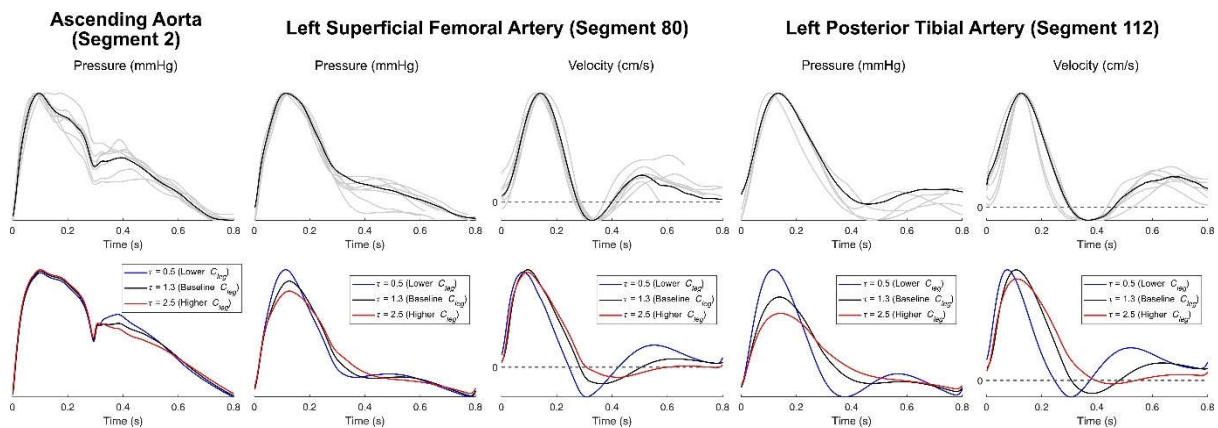 Ascending Aorta
(Segment 2)
Left Superficial Femoral Artery (Segment 80)
Left Posterior Tibial Artery (Segment 112)
Pressure (mmHg)
Pressure (mmHg)
Velocity (cm/s)
Pressure (mmHg)
Velocity (cm/s)
0
0
0 0.2 0.4 0.6 0.8
0 0.2 0.4 0.6 0.8
0 0.2 0.4 0.6 0.8
0 0.2 0.4 0.6 0.8
0 0.2 0.4 0.6 0.8
Time (s)
Time (s)
Time (s)
Time (s)
Time (s)
τ = 0.5 (Lower C_leg)
τ = 1.3 (Baseline C_leg)
τ = 2.5 (Higher C_leg)
τ = 0.5 (Lower C_leg)
τ = 1.3 (Baseline C_leg)
τ = 2.5 (Higher C_leg)
τ = 0.5 (Lower C_leg)
τ = 1.3 (Baseline C_leg)
τ = 2.5 (Higher C_leg)
τ = 0.5 (Lower C_leg)
τ = 1.3 (Baseline C_leg)
τ = 2.5 (Higher C_leg)
τ = 0.5 (Lower C_leg)
τ = 1.3 (Baseline C_leg)
τ = 2.5 (Higher C_leg)
0
0
0 0.2 0.4 0.6 0.8
0 0.2 0.4 0.6 0.8
0 0.2 0.4 0.6 0.8
0 0.2 0.4 0.6 0.8
0 0.2 0.4 0.6 0.8
Time (s)
Time (s)
Time (s)
Time (s)
Time (s)